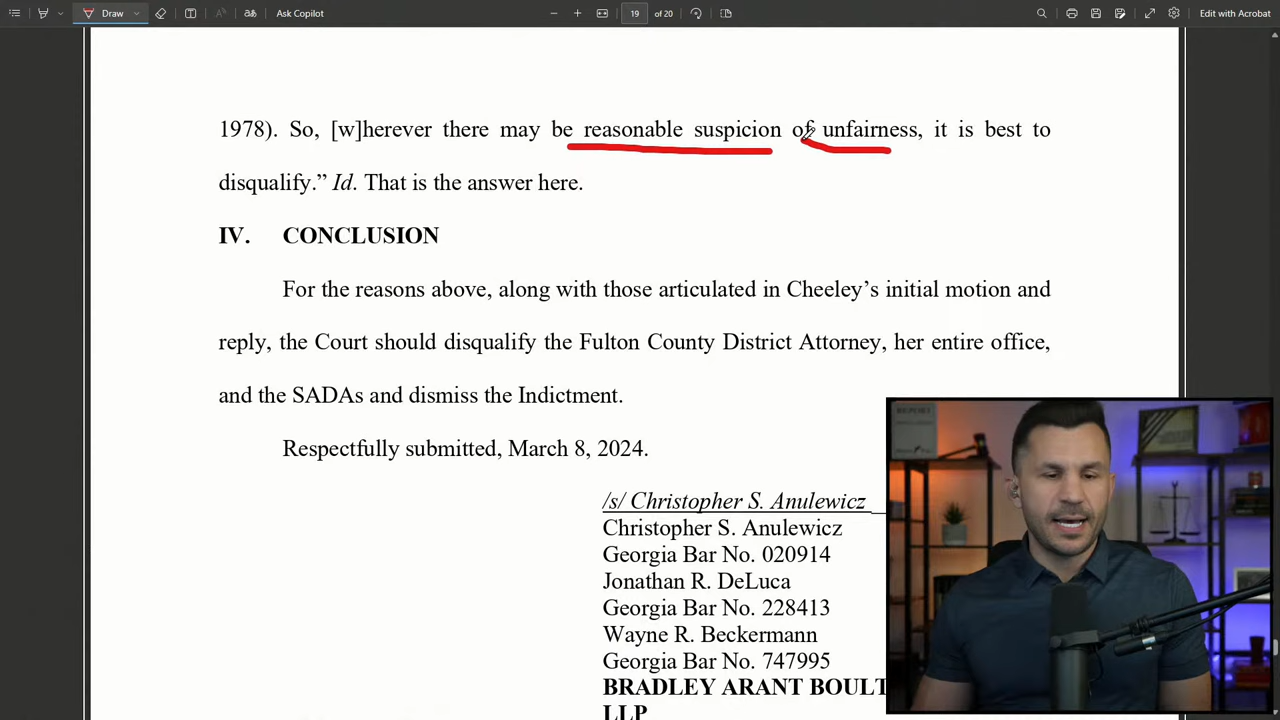 Draw
Ask Copilot
19 of 20
Edit with Acrobat
1978). So, [w]herever there may be reasonable suspicion of unfairness, it is best to
disqualify.” Id. That is the answer here.
IV. CONCLUSION
For the reasons above, along with those articulated in Cheeley’s initial motion and
reply, the Court should disqualify the Fulton County District Attorney, her entire office,
and the SADAs and dismiss the Indictment.
Respectfully submitted, March 8, 2024.
/s/ Christopher S. Anulewicz
Christopher S. Anulewicz
Georgia Bar No. 020914
Jonathan R. DeLuca
Georgia Bar No. 228413
Wayne R. Beckermann
Georgia Bar No. 747995
BRADLEY ARANT BOULT
LLP